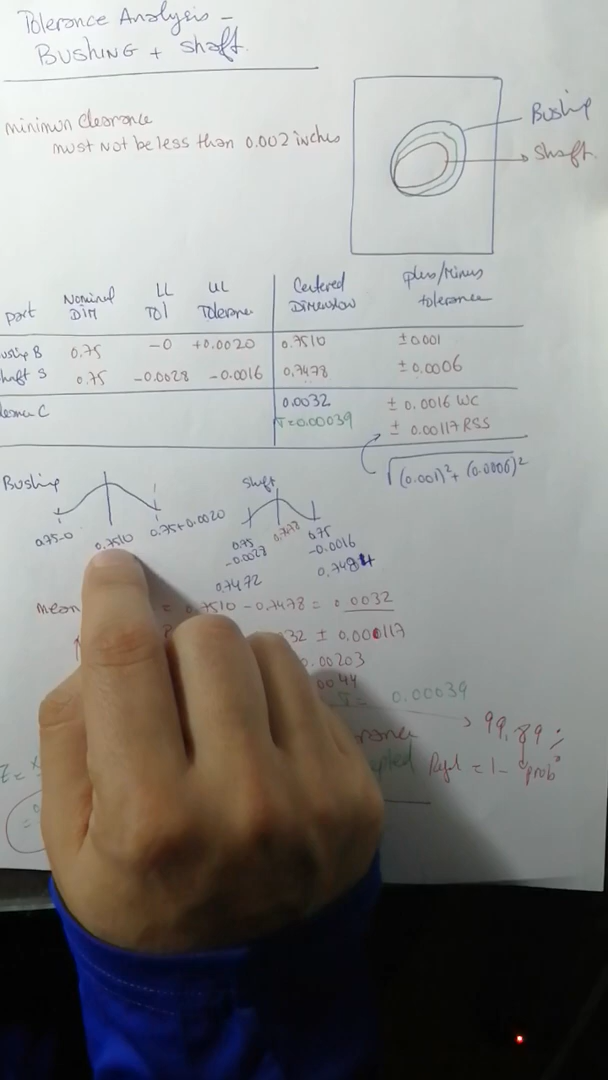 Tolerance Analysis -
BUSHING + Shaft.
minimum Clearance
must not be less than 0.002 inches
Bushing
Shaft.
part Nominal DIM LL Tol UL Tolerance Centered Dimension plus/Minus tolerance
B 0.75 -0 +0.0020 0.7510 ±0.001
S 0.75 -0.0028 -0.0016 0.7478 ±0.0006
C 0.0032 ± 0.0016 WC
=0.00039 ± 0.00117 RSS
√(0.001)² + (0.0006)²
Bushing
Shaft
0.75-0 0.7510 0.75+0.0020
0.75 -0.0028 0.7478 0.75 -0.0016
0.7472 0.7484
mean = 0.7510 - 0.7478 = 0.0032
32 ± 0.00117
0.00203
0044
= 0.00039
99.89%
= 1- prob